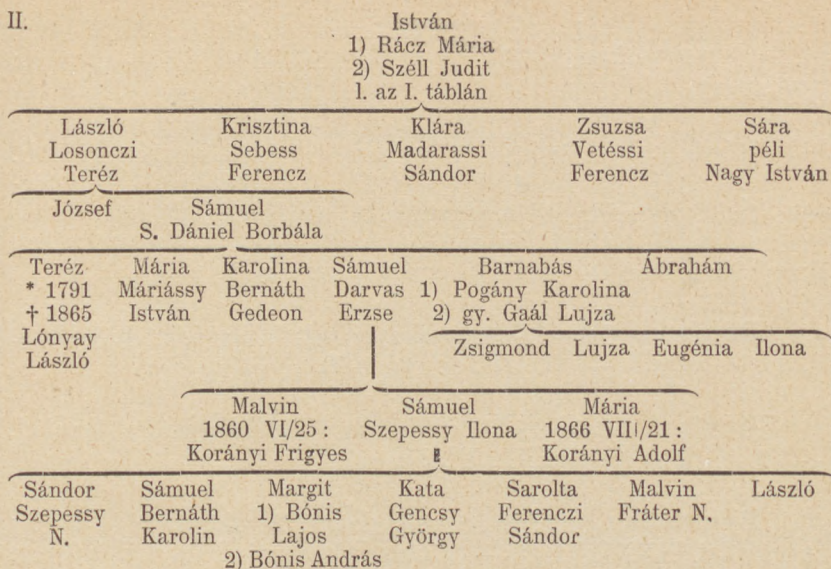 II.
István
1) Rácz Mária
2) Széll Judit
l. az I. táblán
László Krisztina Klára Zsuzsa Sára
Losonczi Sebess Madarassi Vetéssi péli
Teréz Ferencz Sándor Ferencz Nagy István
József Sámuel
S. Dániel Borbála
Teréz Mária Karolina Sámuel Barnabás Ábrahám
* 1791 Máriássy Bernáth Darvas 1) Pogány Karolina
† 1865 István Gedeon Erzse 2) gy. Gaál Lujza
Lónyay
László
Zsigmond Lujza Eugénia Ilona
Malvin Sámuel Mária
1860 VI/25 : Szepessy Ilona 1866 VIII/21 :
Korányi Frigyes Korányi Adolf
Sándor Sámuel Margit Kata Sarolta Malvin László
Szepessy Bernáth 1) Bónis Gencsy Ferenczi Fráter N.
N. Karolin Lajos György Sándor
2) Bónis András